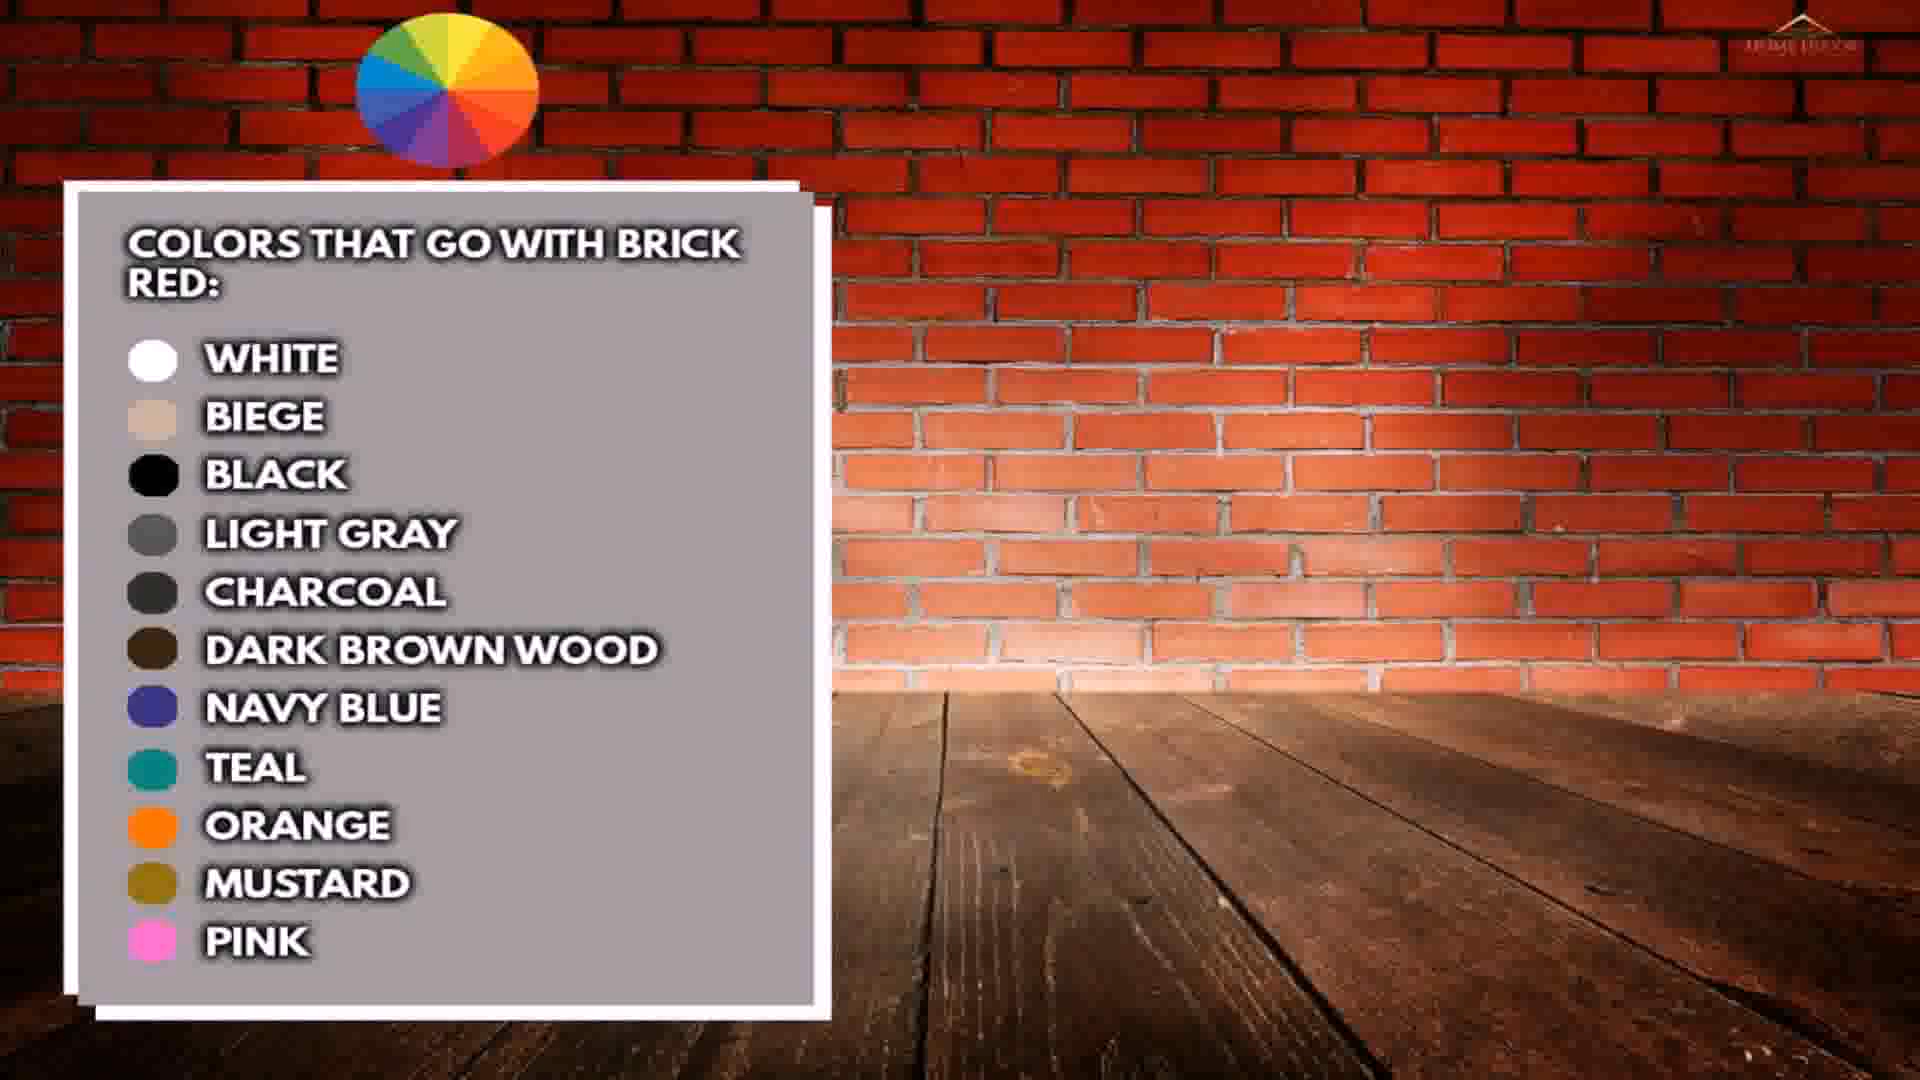 COLORS THAT GO WITH BRICK
RED:
WHITE
BIEGE
BLACK
LIGHT GRAY
CHARCOAL
DARK BROWN WOOD
NAVY BLUE
TEAL
ORANGE
MUSTARD
PINK